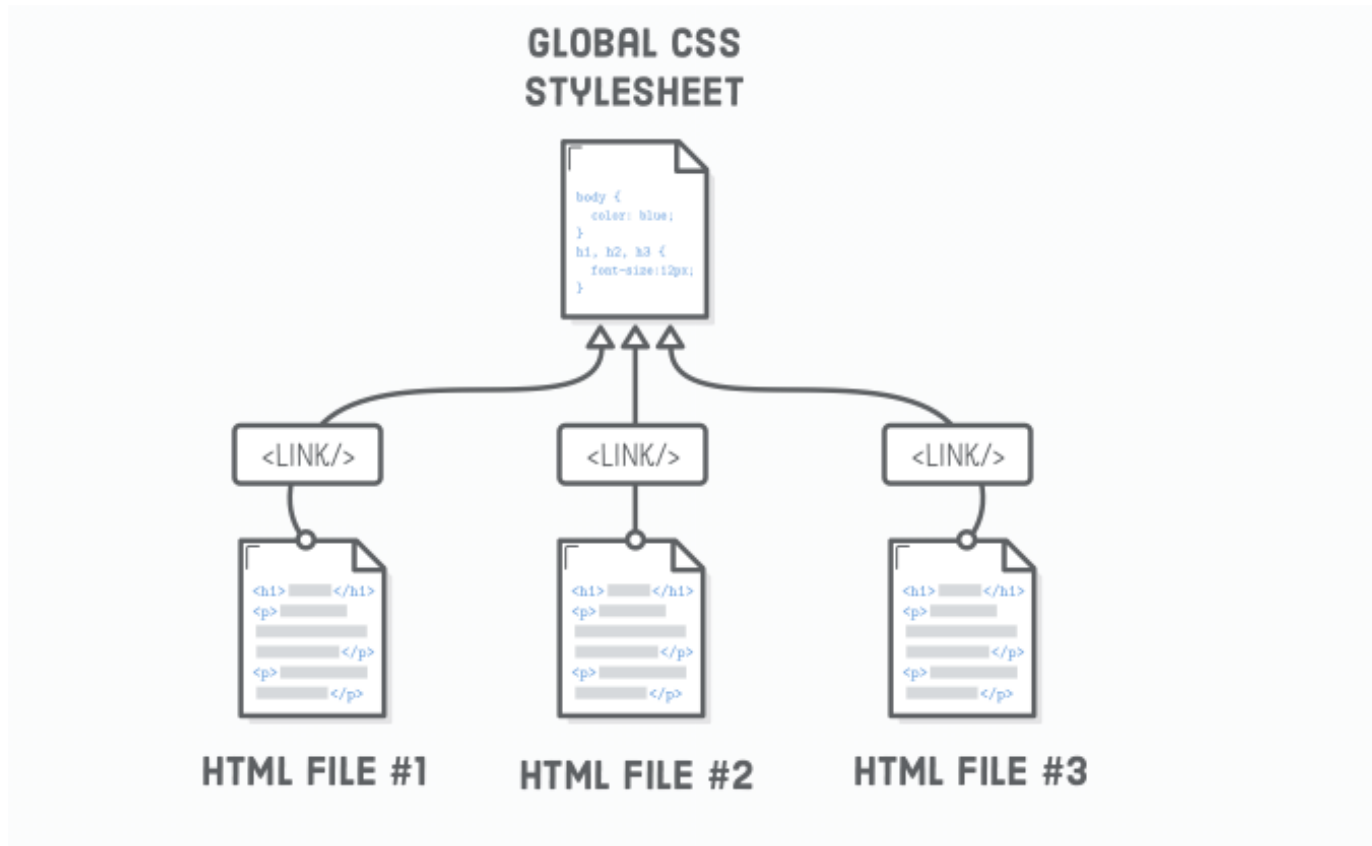 GLOBAL CSS
STYLESHEET
body {
color: blue;
}
h1, h2, h3 {
font-size:12px;
}
<LINK/>
<LINK/>
<LINK/>
<h1> </h1>
<p>
</p>
<p>
</p>
<h1> </h1>
<p>
</p>
<p>
</p>
<h1> </h1>
<p>
</p>
<p>
</p>
HTML FILE #1
HTML FILE #2
HTML FILE #3